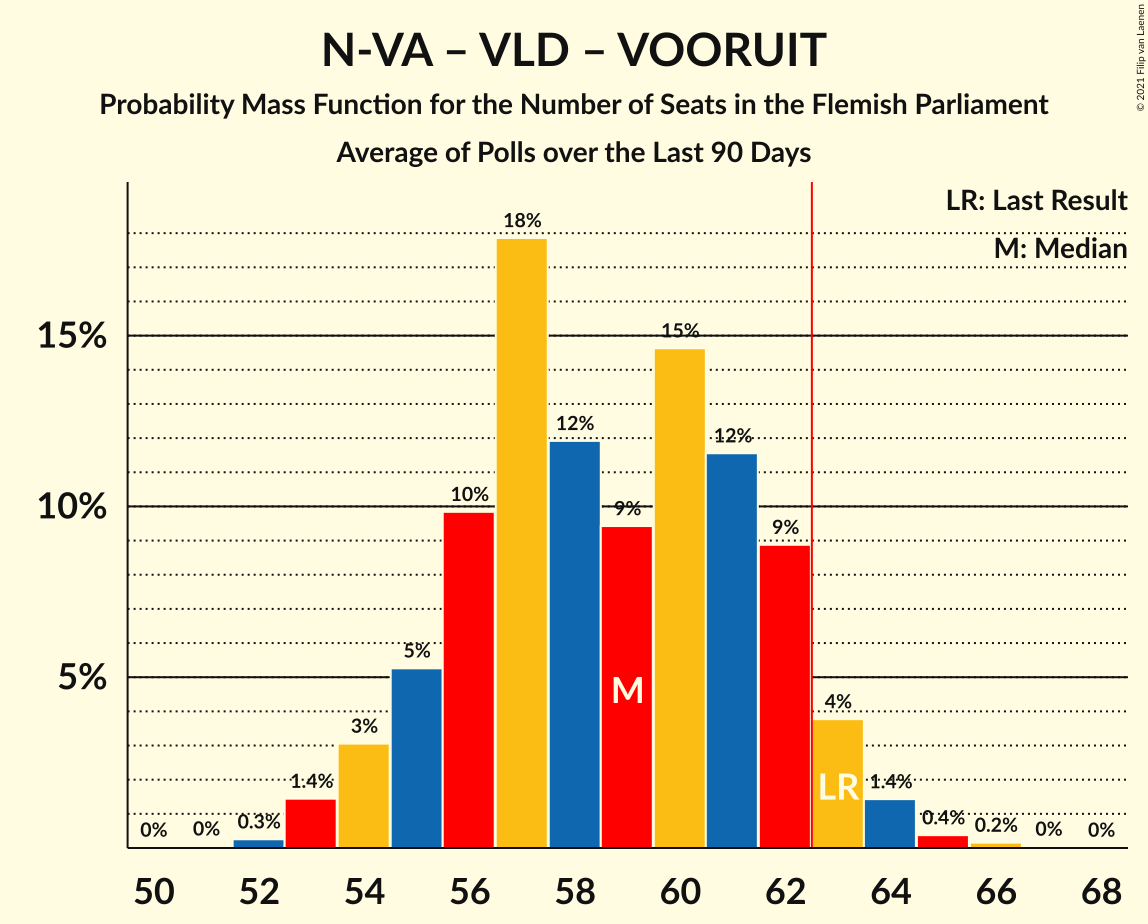 N-VA – VLD – VOORUIT
Probability Mass Function for the Number of Seats in the Flemish Parliament
Average of Polls over the Last 90 Days
© 2021 Filip van Laenen
LR: Last Result
M: Median
15%
10%
5%
0%
0%
0.3%
1.4%
3%
5%
10%
18%
12%
9%
15%
12%
9%
4%
1.4%
0.4%
0.2%
0%
0%
M
LR
50 52 54 56 58 60 62 64 66 68